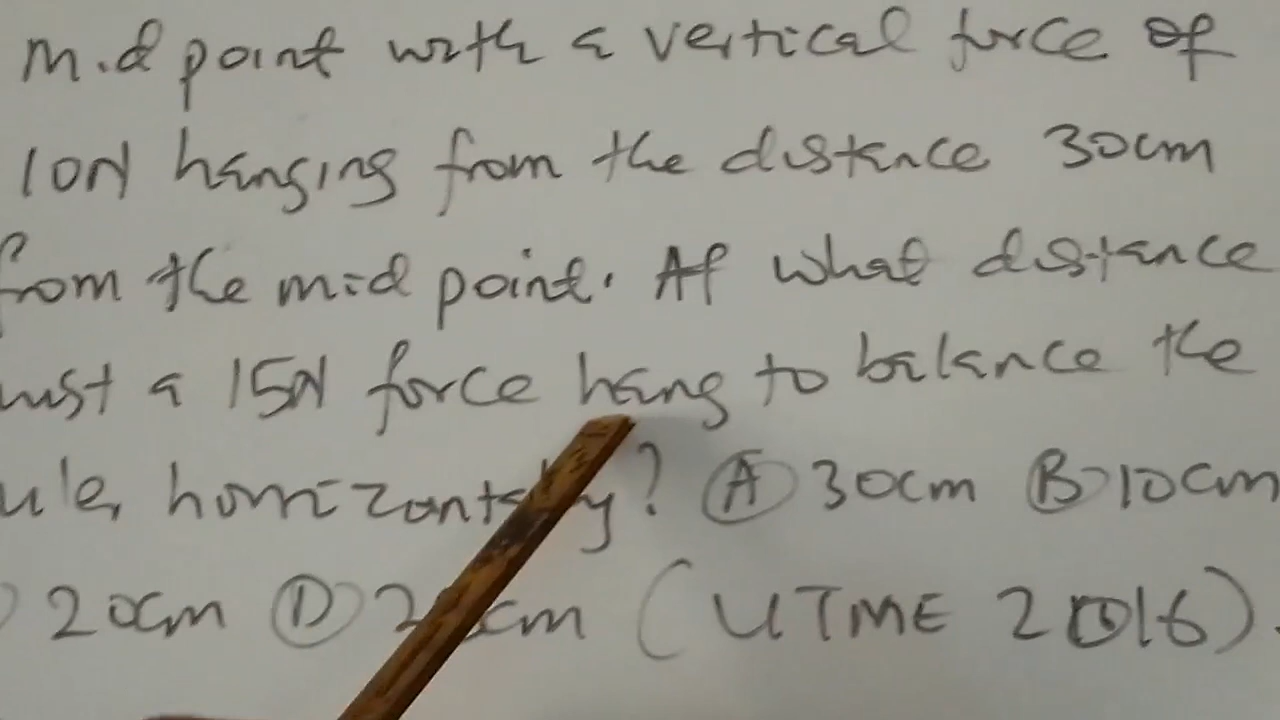 mid point with a vertical force of
10N hanging from the distance 30cm
from the mid point. At what distance
must a 15N force hang to balance the
horizontally? Ⓐ 30cm Ⓑ 10cm
20cm Ⓓ cm (UTME 2016).